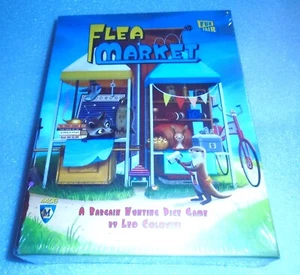 FLEA
MARKET
A BARGAIN HUNTING DICE GAME
BY LEO COLOVINI